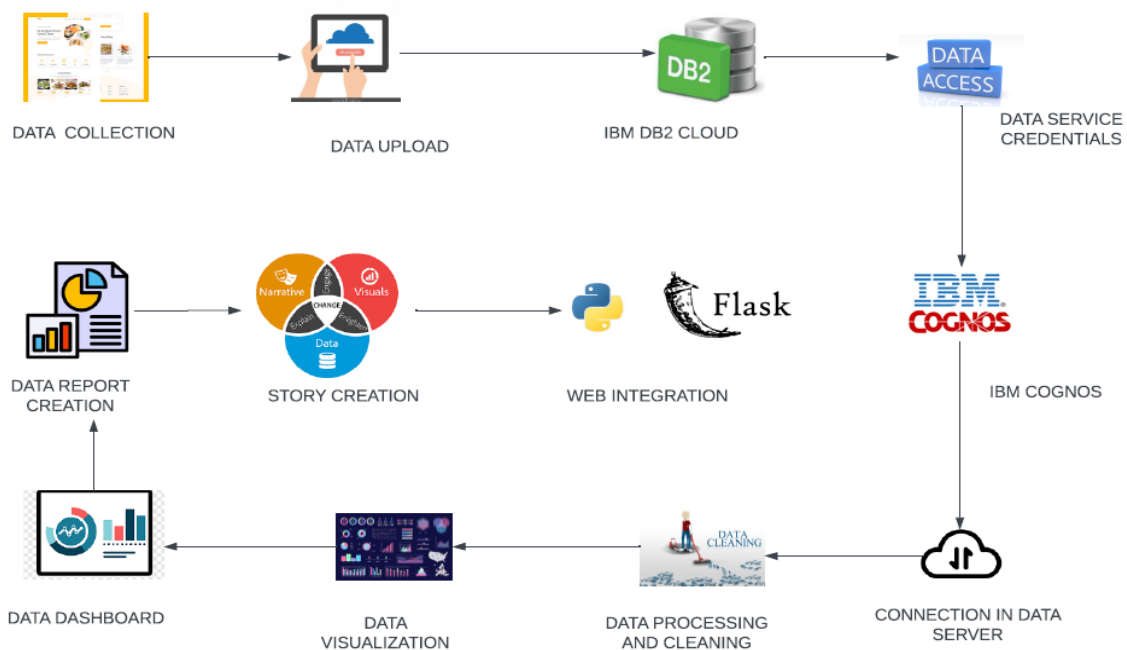 DATA COLLECTION
DATA UPLOAD
DB2
IBM DB2 CLOUD
DATA
ACCESS
DATA SERVICE
CREDENTIALS
DATA REPORT
CREATION
Narrative
Visuals
Engage
CHANGE
Explain
Enlighten
Data
STORY CREATION
Flask
WEB INTEGRATION
IBM
COGNOS
IBM COGNOS
DATA DASHBOARD
DATA
VISUALIZATION
DATA
CLEANING
DATA PROCESSING
AND CLEANING
CONNECTION IN DATA
SERVER